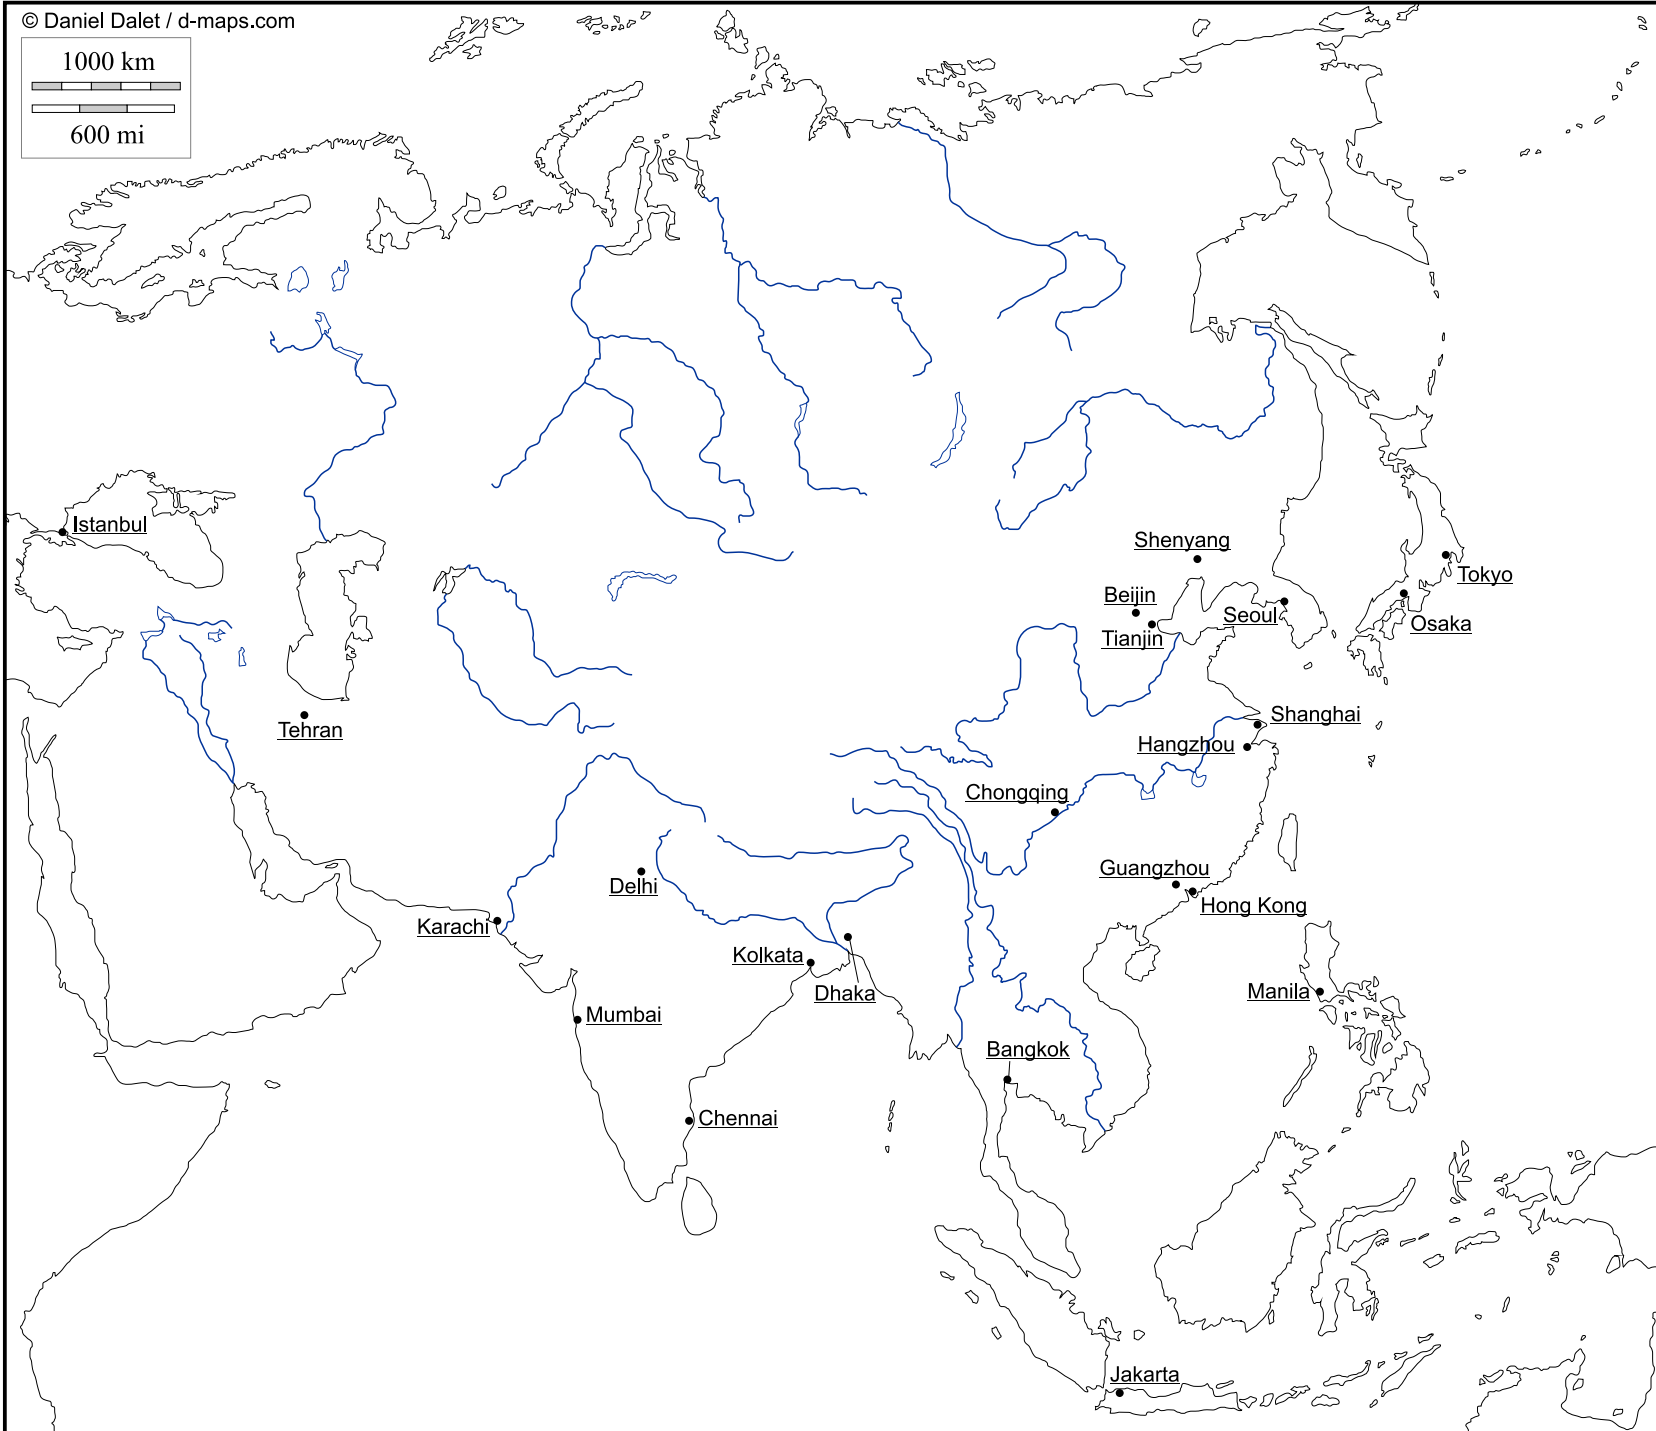 © Daniel Dalet / d-maps.com
1000 km
600 mi
Istanbul
Shenyang
Tokyo
Beijin
Seoul
Osaka
Tianjin
Tehran
Shanghai
Hangzhou
Chongqing
Guangzhou
Delhi
Hong Kong
Karachi
Kolkata
Dhaka
Manila
Mumbai
Bangkok
Chennai
Jakarta